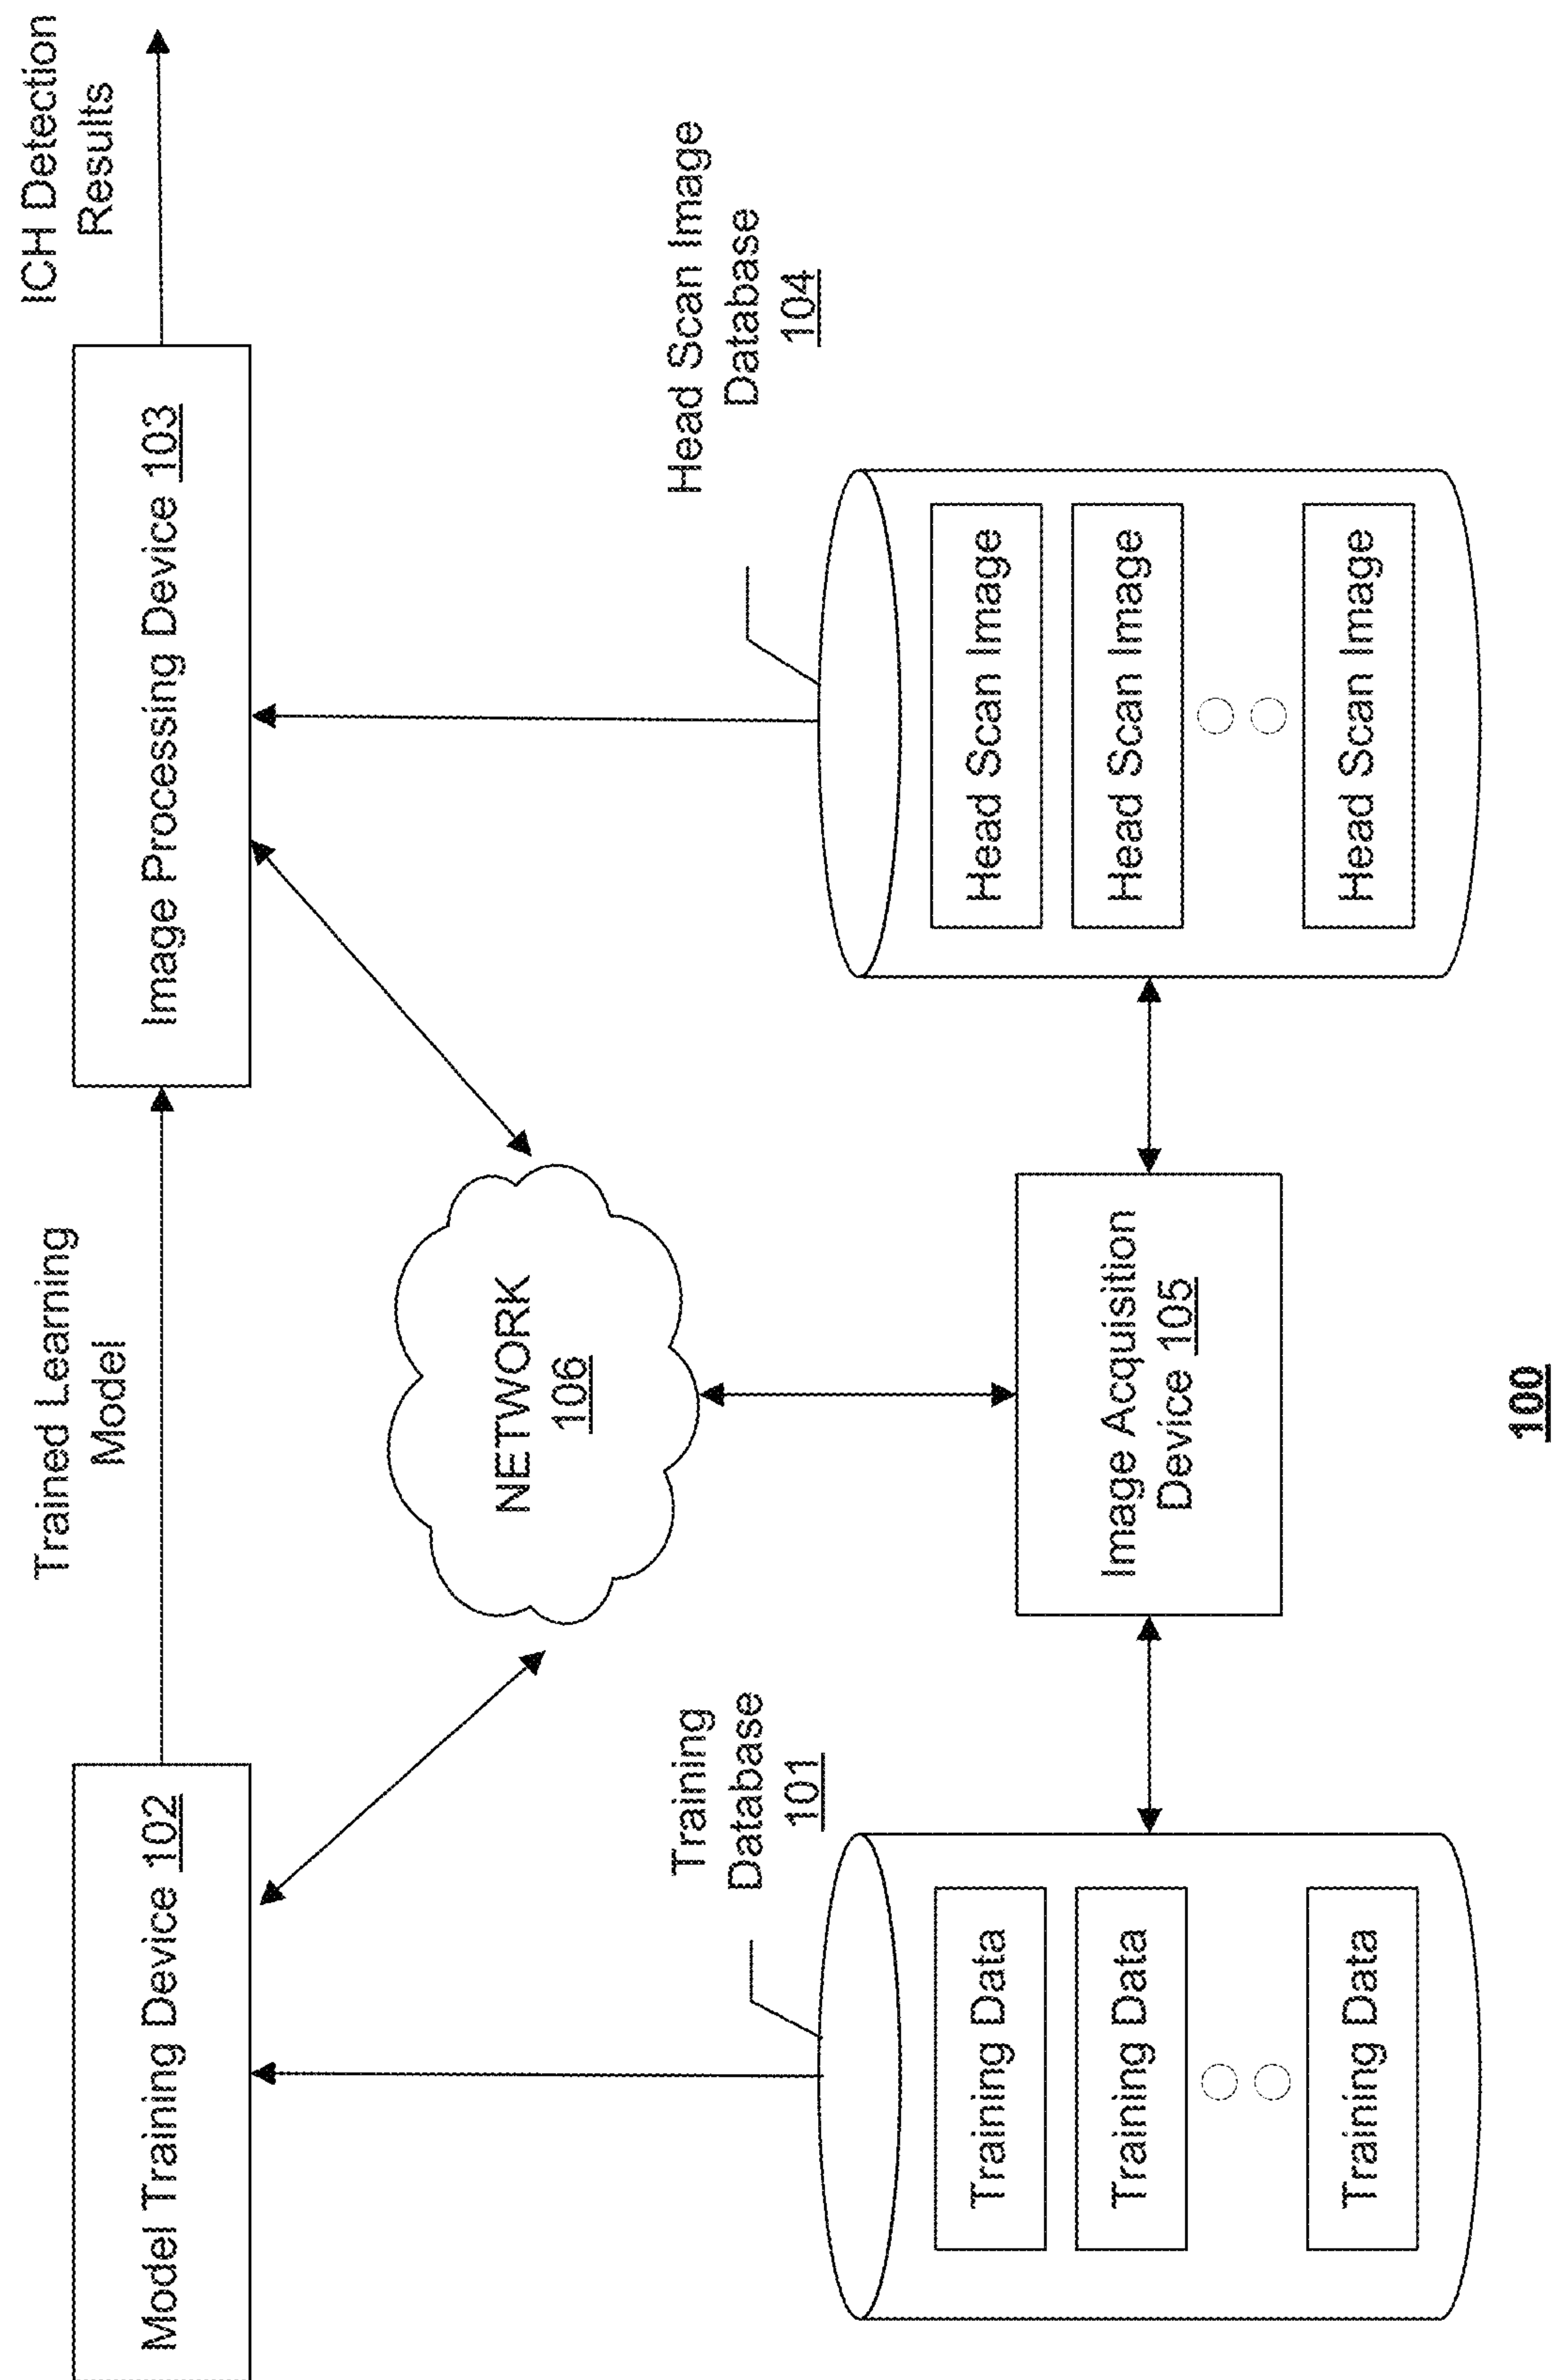 Trained Learning
Model
ICH Detection
Results
Model Training Device 102
Image Processing Device 103
NETWORK
106
Training
Database
101
Head Scan Image
Database
104
Training Data
Training Data
Training Data
Image Acquisition
Device 105
Head Scan Image
Head Scan Image
Head Scan Image
100